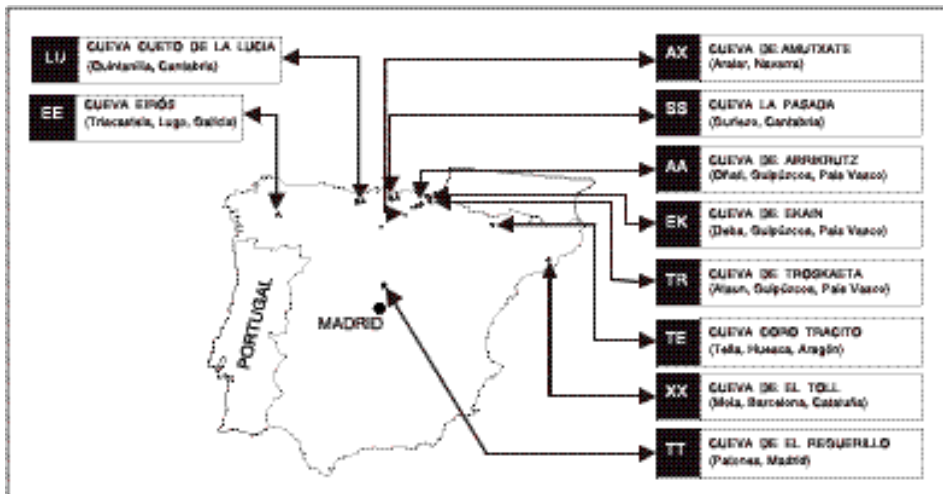 LU
CUEVA CUETO DE LA LUCIA
(Quintanilla, Cantabria)
EE
CUEVA EIRÓS
(Triacastela, Lugo, Galicia)
AX
CUEVA DE AMUTXATE
(Aralar, Navarra)
SS
CUEVA LA PASADA
(Guriezo, Cantabria)
AA
CUEVA DE ARRIKRUTZ
(Oñati, Guipúzcoa, País Vasco)
EK
CUEVA DE EKAIN
(Deba, Guipúzcoa, País Vasco)
TR
CUEVA DE TROSKAETA
(Ataun, Guipúzcoa, País Vasco)
TE
CUEVA CORO TRACITO
(Tella, Huesca, Aragón)
XX
CUEVA DE EL TOLL
(Moia, Barcelona, Cataluña)
TT
CUEVA DE EL REGUERILLO
(Patones, Madrid)
PORTUGAL
MADRID